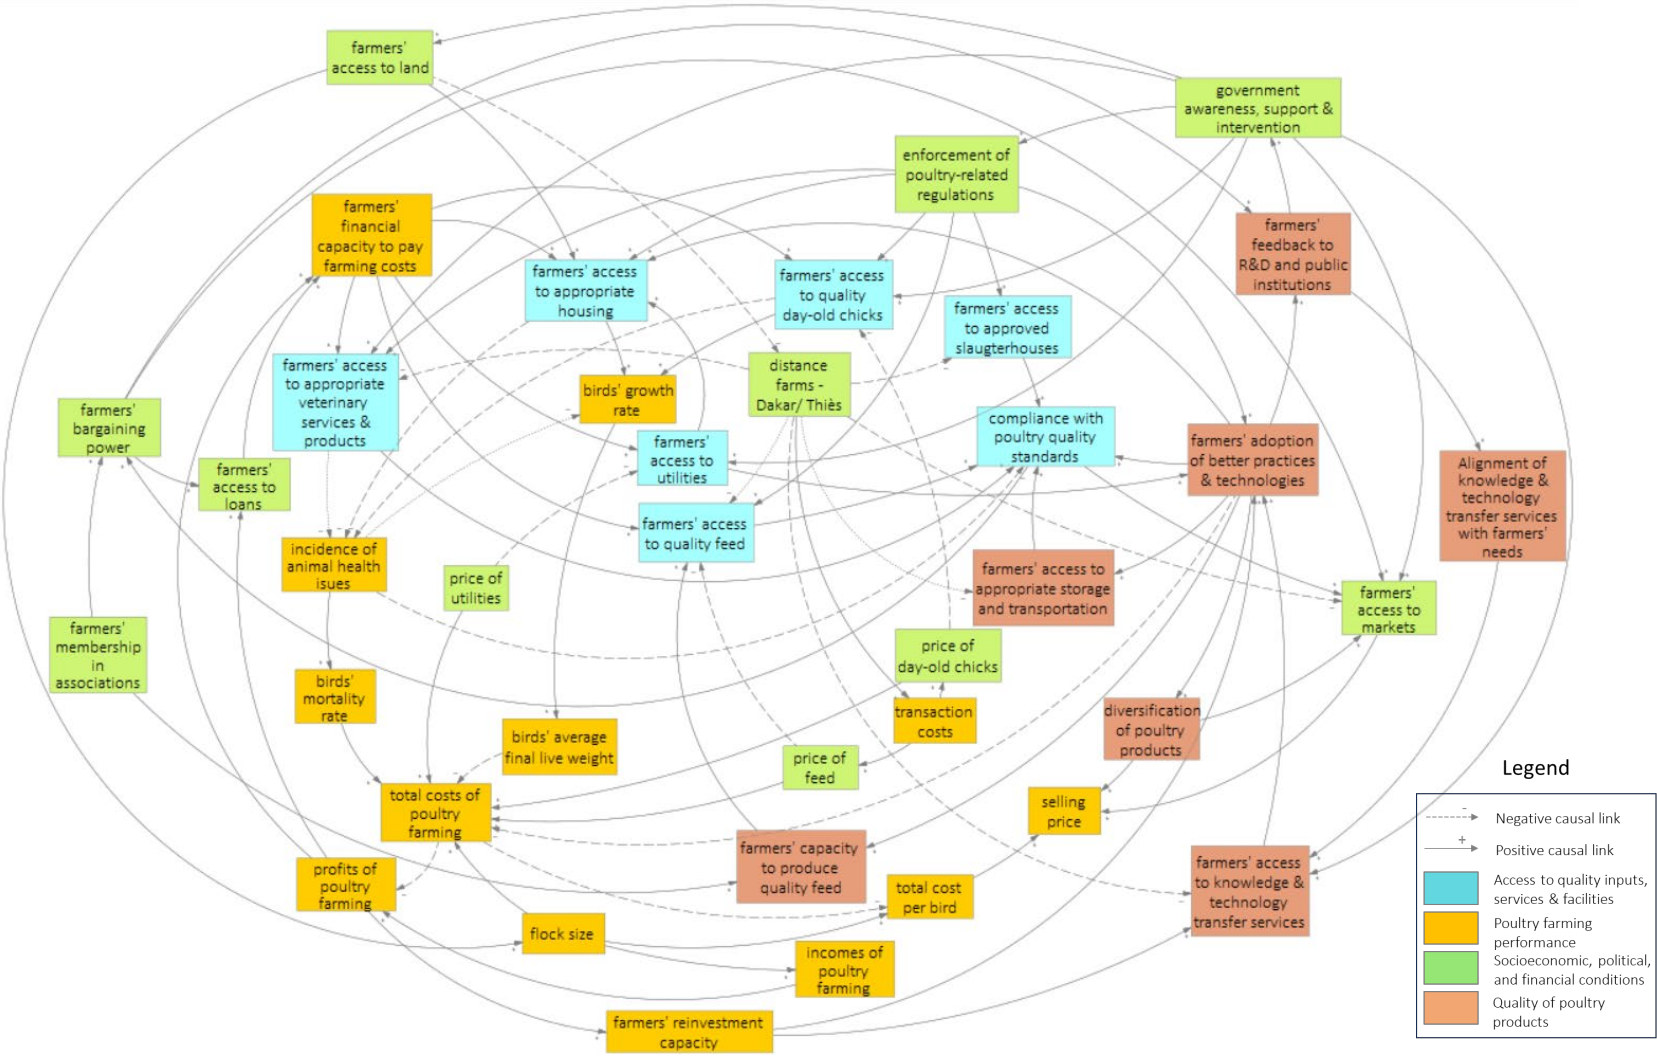 farmers'
access to land
government
awareness, support &
intervention
enforcement of
poultry-related
regulations
farmers'
financial
capacity to pay
farming costs
farmers'
feedback to
R&D and public
institutions
farmers' access
to appropriate
housing
farmers' access
to quality
day-old chicks
farmers' access
to approved
slaugterhouses
farmers' access
to appropriate
veterinary
services &
products
birds' growth
rate
distance
farms -
Dakar/ Thiès
farmers'
bargaining
power
farmers'
access to
loans
farmers'
access to
utilities
compliance with
poultry quality
standards
farmers' adoption
of better practices
& technologies
Alignment of
knowledge &
technology
transfer services
with farmers'
needs
farmers' access
to quality feed
incidence of
animal health
isues
price of
utilities
farmers' access to
appropriate storage
and transportation
farmers'
access to
markets
farmers'
membership
in
associations
price of
day-old chicks
birds'
mortality
rate
transaction
costs
diversification
of poultry
products
birds' average
final live weight
price of
feed
total costs of
poultry
farming
selling
price
profits of
poultry
farming
farmers' capacity
to produce
quality feed
total cost
per bird
farmers' access
to knowledge &
technology
transfer services
flock size
incomes of
poultry
farming
farmers' reinvestment
capacity
Legend
-
Negative causal link
+
Positive causal link
Access to quality inputs,
services & facilities
Poultry farming
performance
Socioeconomic, political,
and financial conditions
Quality of poultry
products